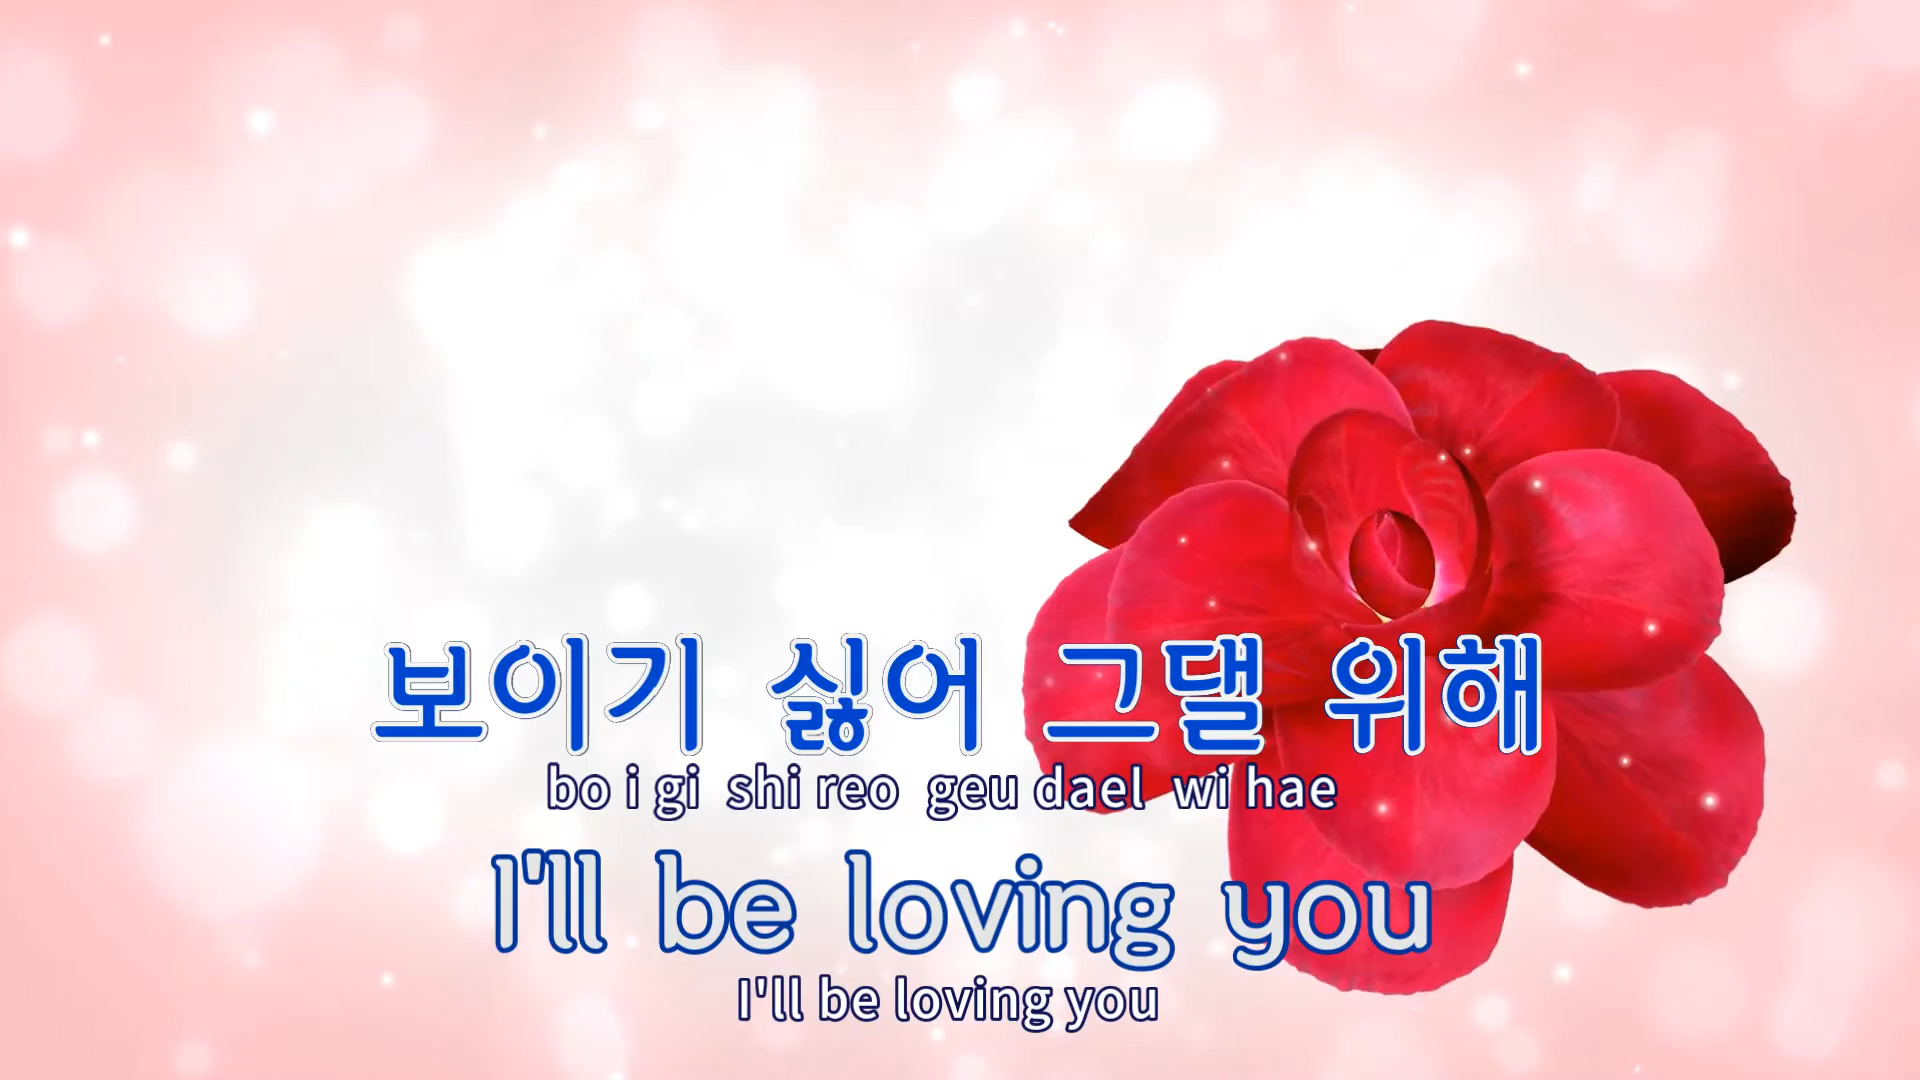 보이기 싫어 그댈 위해
bo i gi shi reo geu dael wi hae
I'll be loving you
I'll be loving you